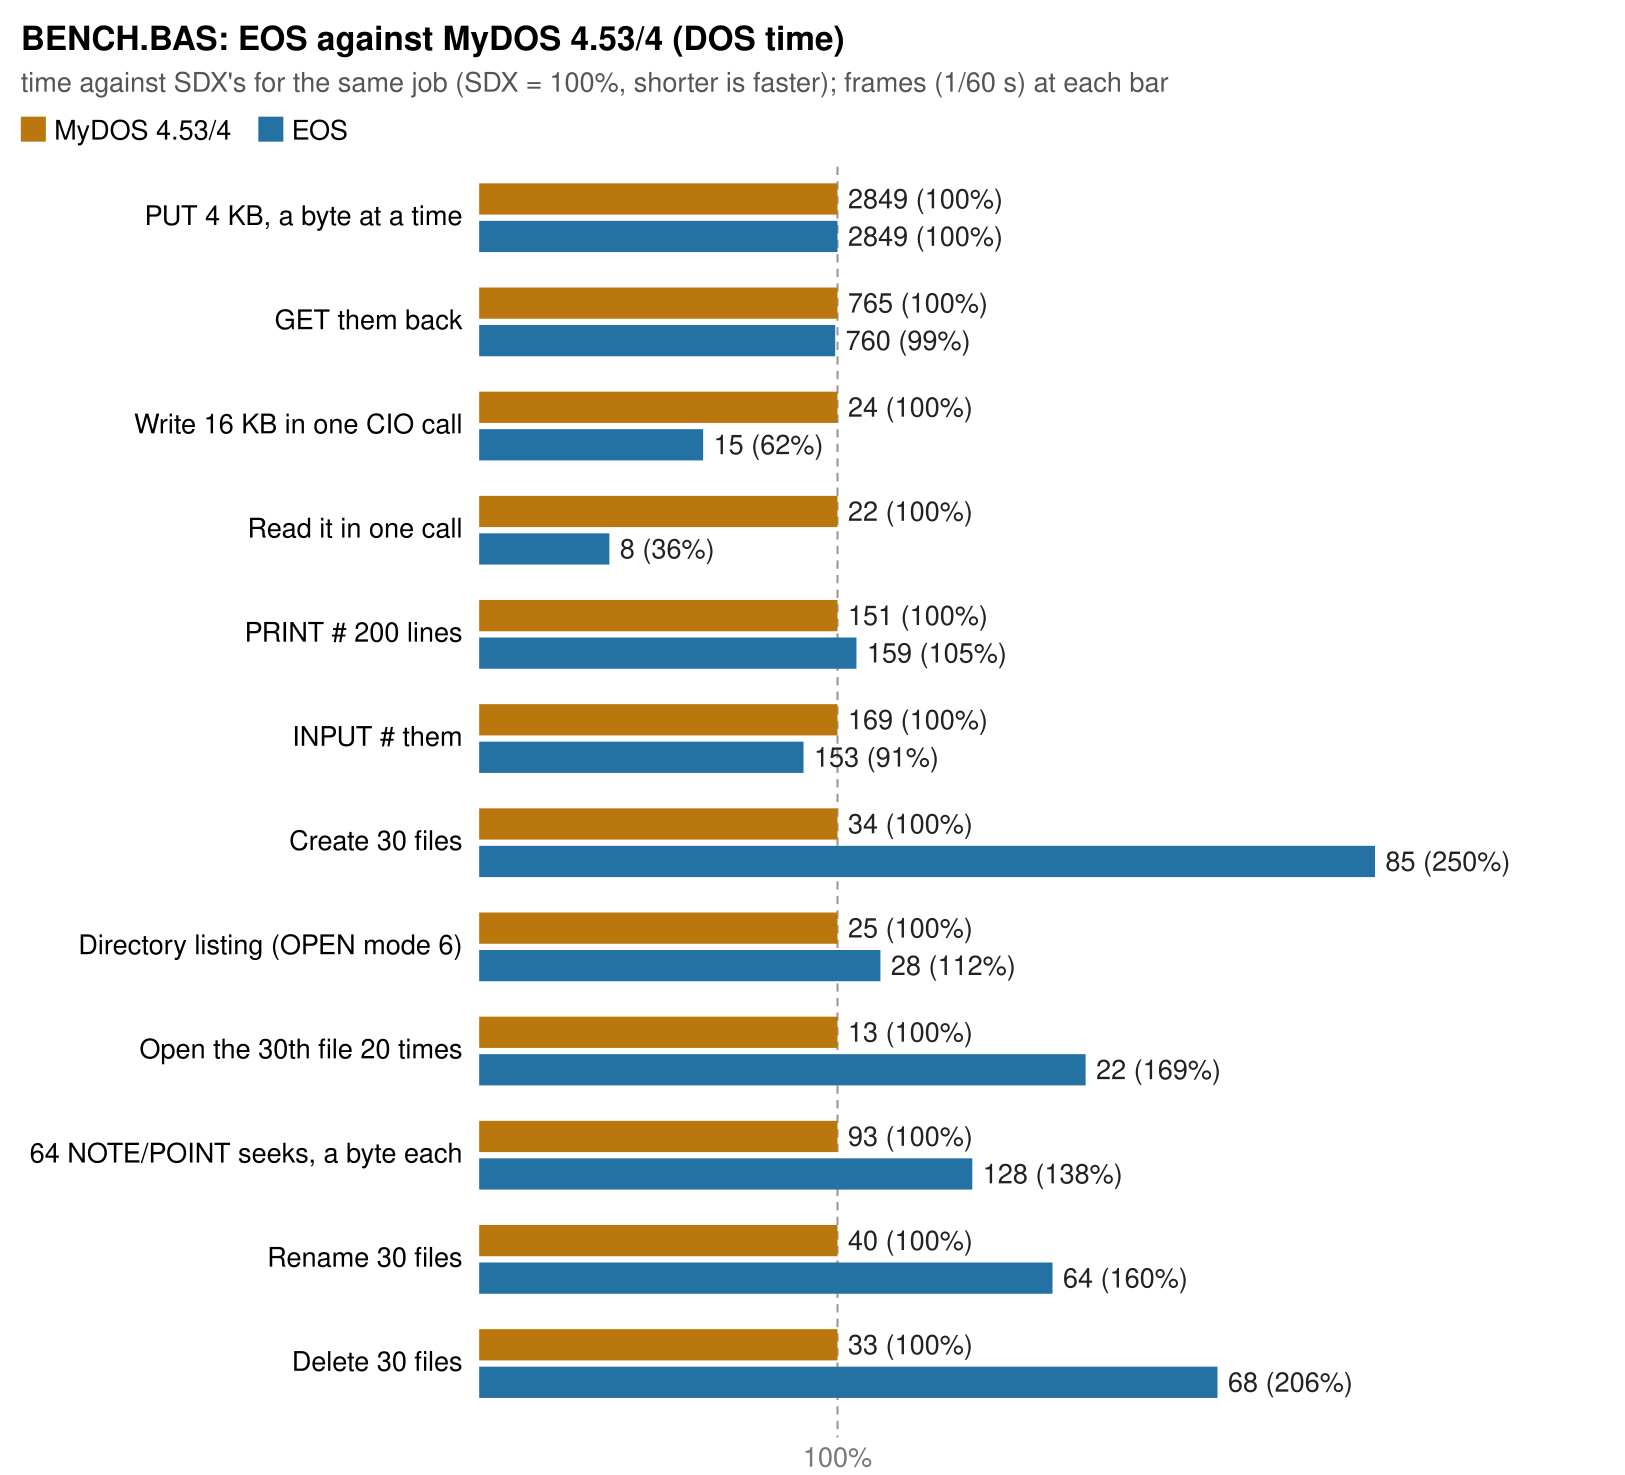 BENCH.BAS: EOS against MyDOS 4.53/4 (DOS time)
time against SDX's for the same job (SDX = 100%, shorter is faster); frames (1/60 s) at each bar
MyDOS 4.53/4 EOS
PUT 4 KB, a byte at a time
2849 (100%)
2849 (100%)
GET them back
765 (100%)
760 (99%)
Write 16 KB in one CIO call
24 (100%)
15 (62%)
Read it in one call
22 (100%)
8 (36%)
PRINT # 200 lines
151 (100%)
159 (105%)
INPUT # them
169 (100%)
153 (91%)
Create 30 files
34 (100%)
85 (250%)
Directory listing (OPEN mode 6)
25 (100%)
28 (112%)
Open the 30th file 20 times
13 (100%)
22 (169%)
64 NOTE/POINT seeks, a byte each
93 (100%)
128 (138%)
Rename 30 files
40 (100%)
64 (160%)
Delete 30 files
33 (100%)
68 (206%)
100%